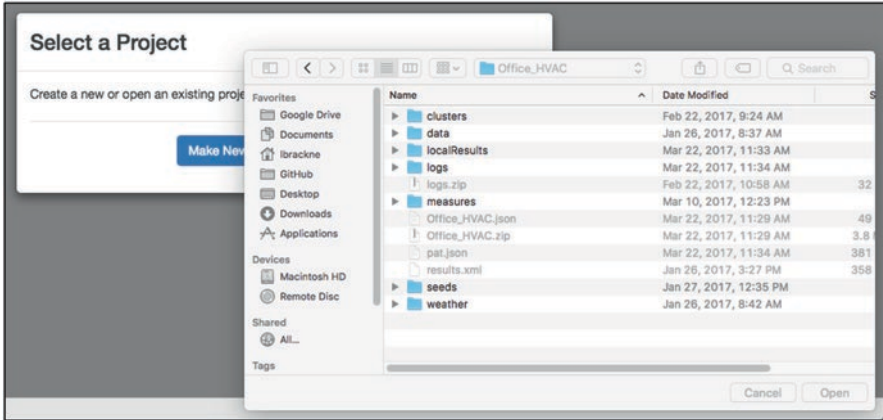 Select a Project
Create a new or open an existing proje
Make New
Office_HVAC
Search
Favorites
Google Drive
Documents
lbrackne
GitHub
Desktop
Downloads
Applications
Devices
Macintosh HD
Remote Disc
Shared
All...
Tags
Name Date Modified S
clusters Feb 22, 2017, 9:24 AM
data Jan 26, 2017, 8:37 AM
localResults Mar 22, 2017, 11:33 AM
logs Mar 22, 2017, 11:34 AM
logs.zip Feb 22, 2017, 10:58 AM 32
measures Mar 10, 2017, 12:23 PM
Office_HVAC.json Mar 22, 2017, 11:29 AM 49
Office_HVAC.zip Mar 22, 2017, 11:29 AM 3.8
pat.json Mar 22, 2017, 11:34 AM 381
results.xml Jan 26, 2017, 3:27 PM 358
seeds Jan 27, 2017, 12:35 PM
weather Jan 26, 2017, 8:42 AM
Cancel Open